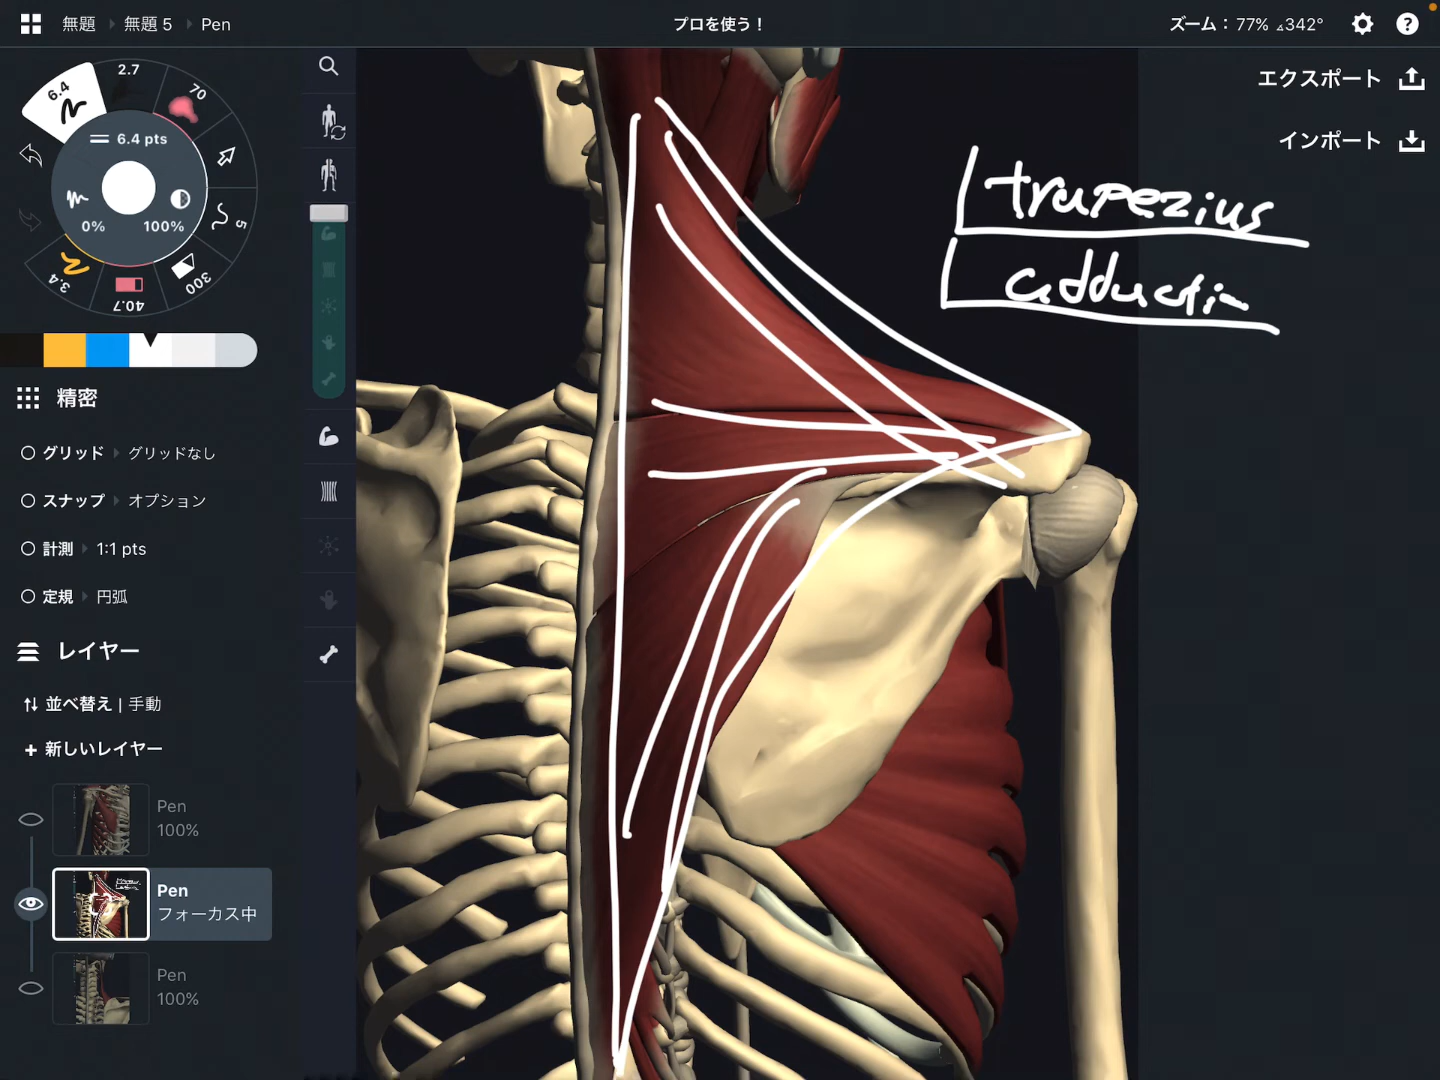 無題 無題 5 Pen
プロを使う！
ズーム： 77% ⊿342°
エクスポート
インポート
2.7
6.4
70
6.4 pts
0% 100%
5
300
40.7
3.4
trapezius
adduction
精密
グリッド グリッドなし
スナップ オプション
計測 1:1 pts
定規 円弧
レイヤー
並べ替え | 手動
+ 新しいレイヤー
Pen
100%
Pen
フォーカス中
Pen
100%